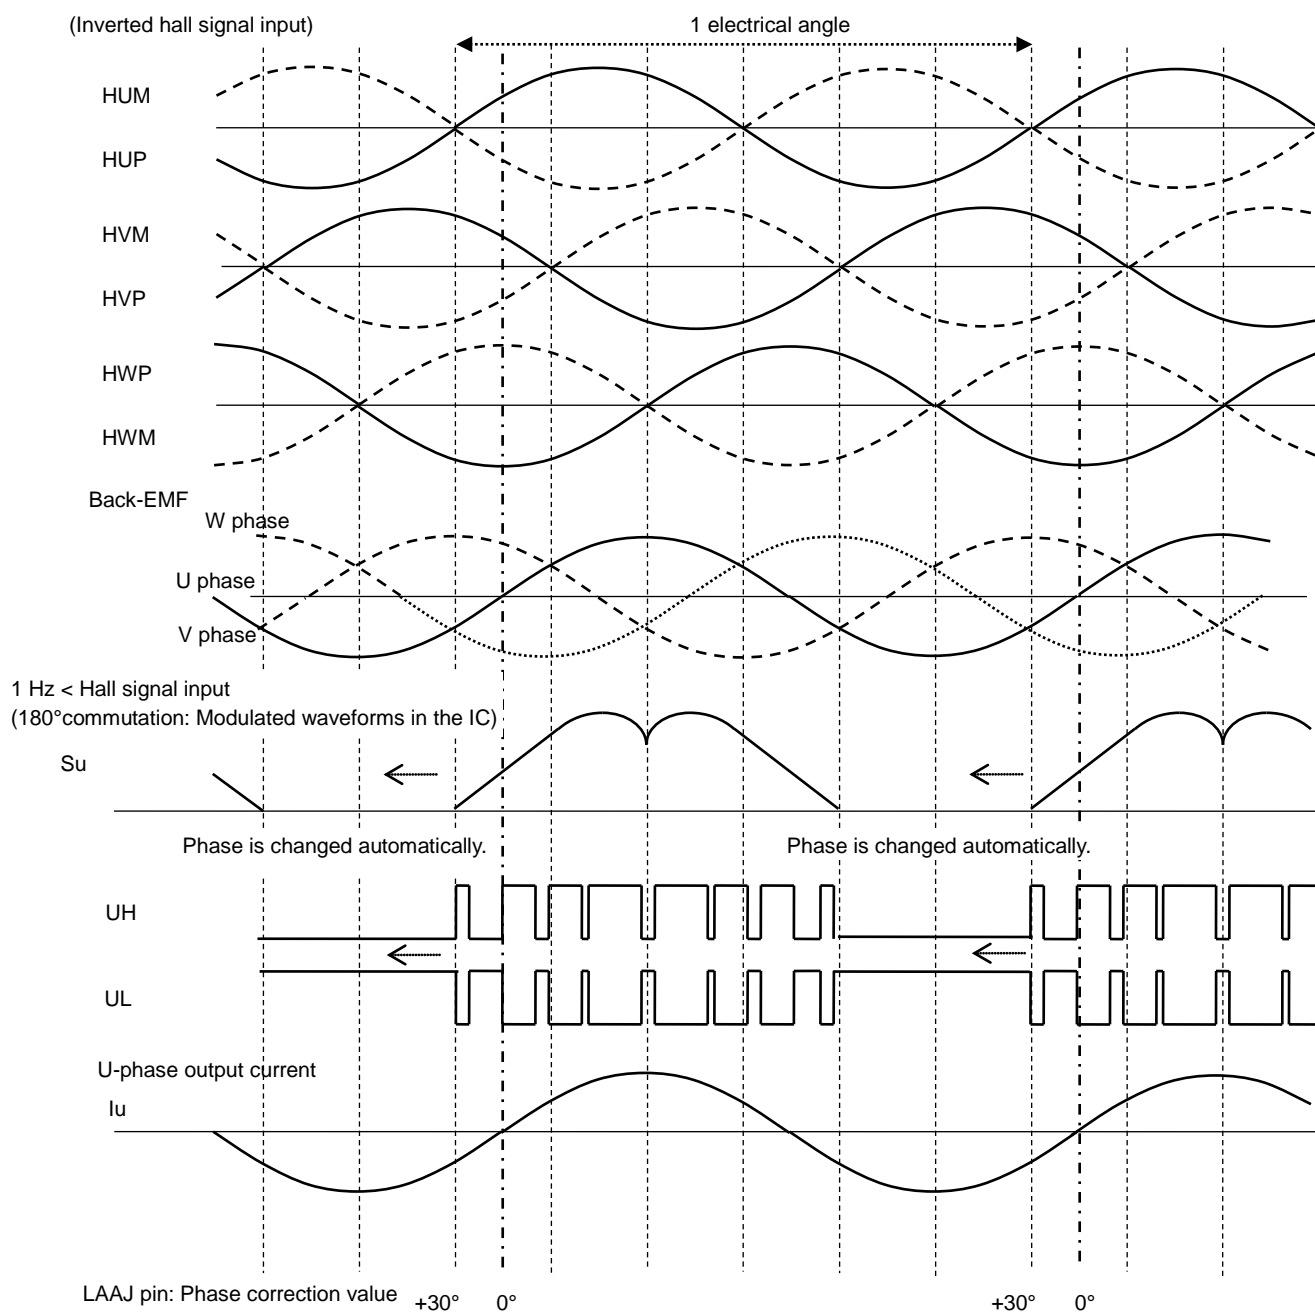 (Inverted hall signal input)
1 electrical angle
HUM
HUP
HVM
HVP
HWP
HWM
Back-EMF
W phase
U phase
V phase
1 Hz < Hall signal input
(180°commutation: Modulated waveforms in the IC)
Su
Phase is changed automatically.
Phase is changed automatically.
UH
UL
U-phase output current
Iu
LAAJ pin: Phase correction value
+30° 0° +30° 0°